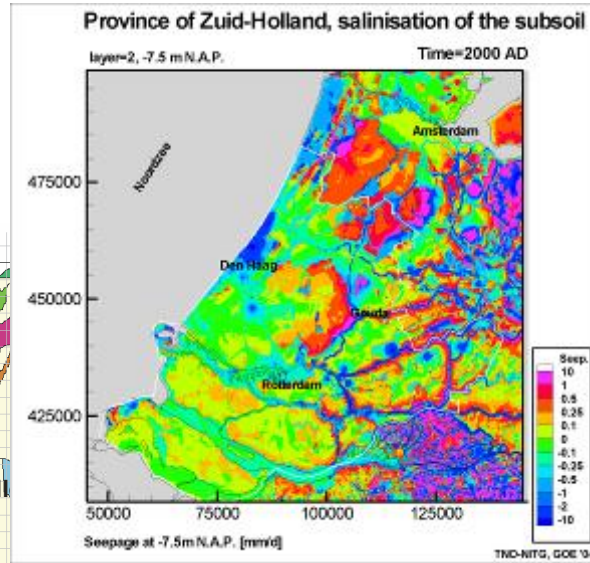 Province of Zuid-Holland, salinisation of the subsoil
layer=2, -7.5 m N.A.P.
Time=2000 AD
Amsterdam
Noordzee
475000
Den Haag
450000
Gouda
Rotterdam
425000
50000 75000 100000 125000
Seepage at -7.5m N.A.P. [mm/d]
Seep.
10
1
0.5
0.25
0.1
0
-0.1
-0.25
-0.5
-1
-2
-10
TNO-NITG, GOE